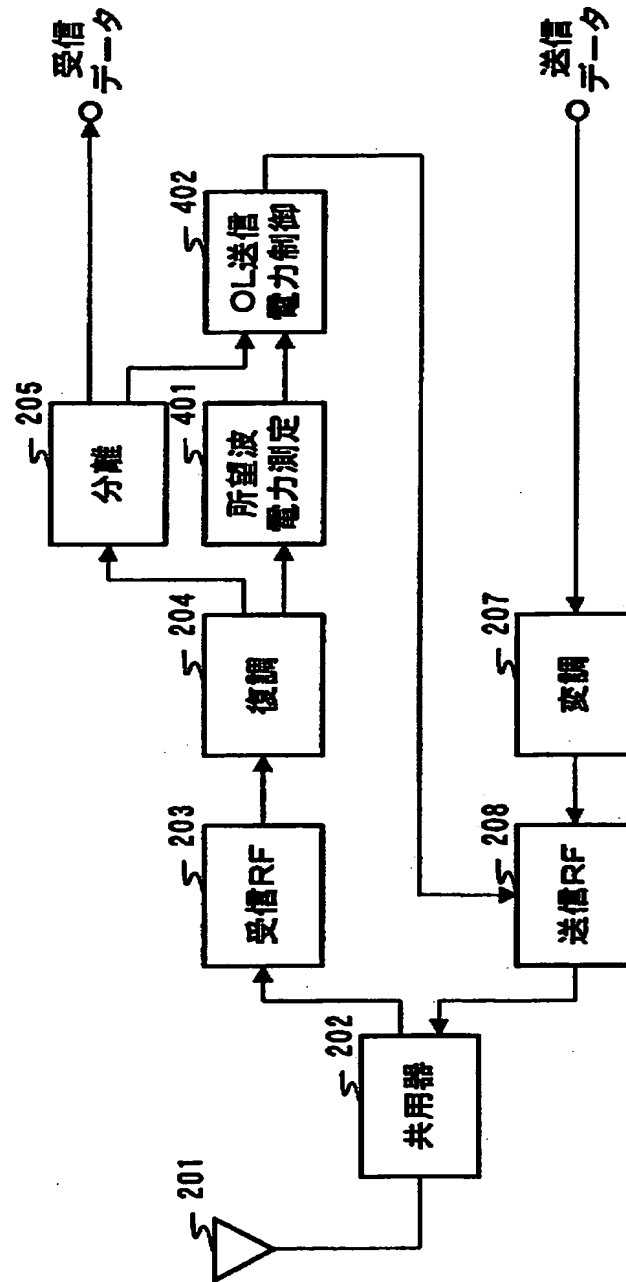 受信
データ
205
分離
402
OL送信
電力制御
401
所望波
電力測定
204
復調
203
受信RF
202
共用器
201
送信
データ
207
変調
208
送信RF